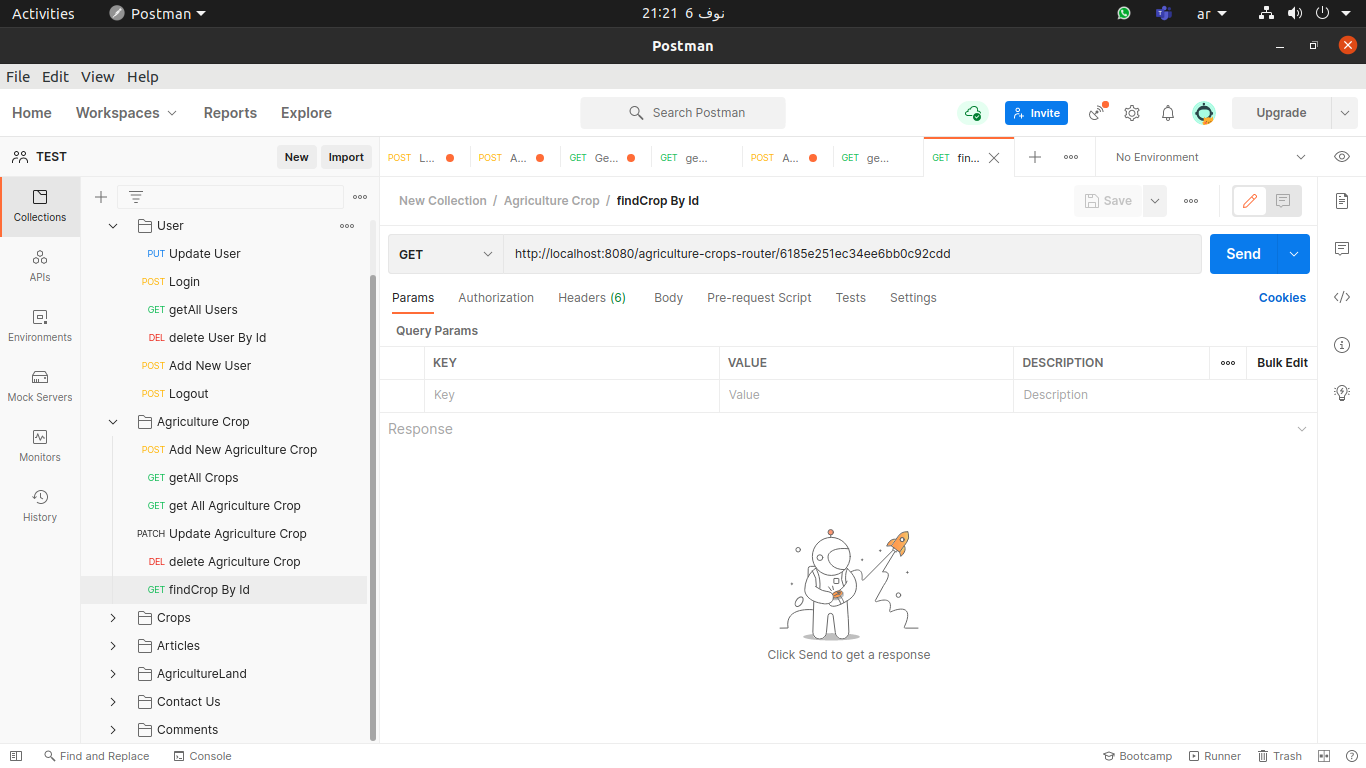 Activities Postman نوف 6 21:21 ar
Postman
File Edit View Help
Home Workspaces Reports Explore Search Postman Invite Upgrade
TEST New Import
POST L... POST A... GET Ge... GET ge... POST A... GET ge... GET fin... No Environment
Collections
APIs
Environments
Mock Servers
Monitors
History
User
PUT Update User
POST Login
GET getAll Users
DEL delete User By Id
POST Add New User
POST Logout
Agriculture Crop
POST Add New Agriculture Crop
GET getAll Crops
GET get All Agriculture Crop
PATCH Update Agriculture Crop
DEL delete Agriculture Crop
GET findCrop By Id
Crops
Articles
AgricultureLand
Contact Us
Comments
New Collection / Agriculture Crop / findCrop By Id Save
GET http://localhost:8080/agriculture-crops-router/6185e251ec34ee6bb0c92cdd Send
Params Authorization Headers (6) Body Pre-request Script Tests Settings Cookies
Query Params
KEY VALUE DESCRIPTION Bulk Edit
Key Value Description
Response
Click Send to get a response
Find and Replace Console Bootcamp Runner Trash